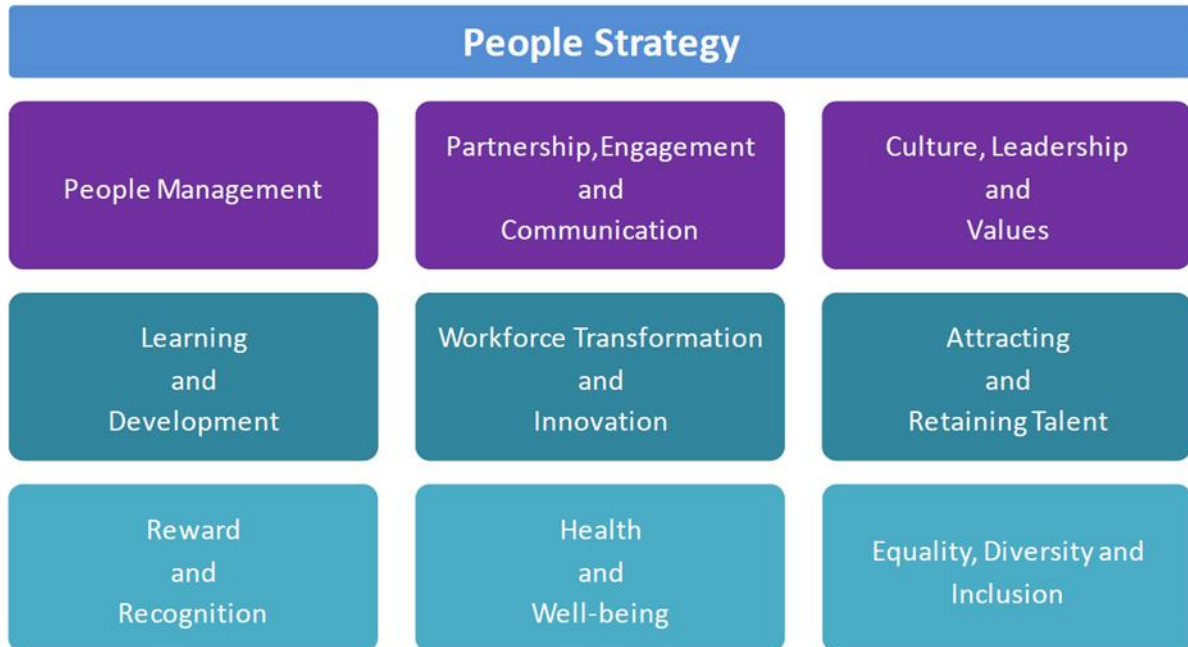 People Strategy
People Management
Partnership,Engagement
and
Communication
Culture, Leadership
and
Values
Learning
and
Development
Workforce Transformation
and
Innovation
Attracting
and
Retaining Talent
Reward
and
Recognition
Health
and
Well-being
Equality, Diversity and
Inclusion